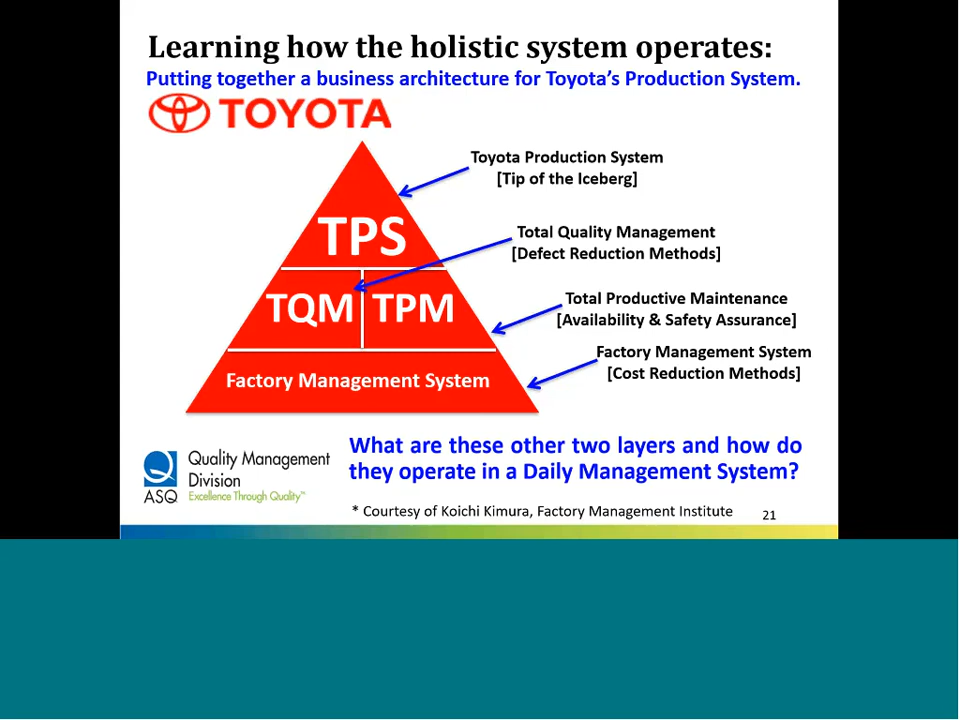 Learning how the holistic system operates:
Putting together a business architecture for Toyota’s Production System.
TOYOTA
Toyota Production System
[Tip of the Iceberg]
TPS
Total Quality Management
[Defect Reduction Methods]
TQM TPM
Total Productive Maintenance
[Availability & Safety Assurance]
Factory Management System
[Cost Reduction Methods]
Factory Management System
What are these other two layers and how do
they operate in a Daily Management System?
Quality Management
Division
Excellence Through Quality™
ASQ
* Courtesy of Koichi Kimura, Factory Management Institute
21